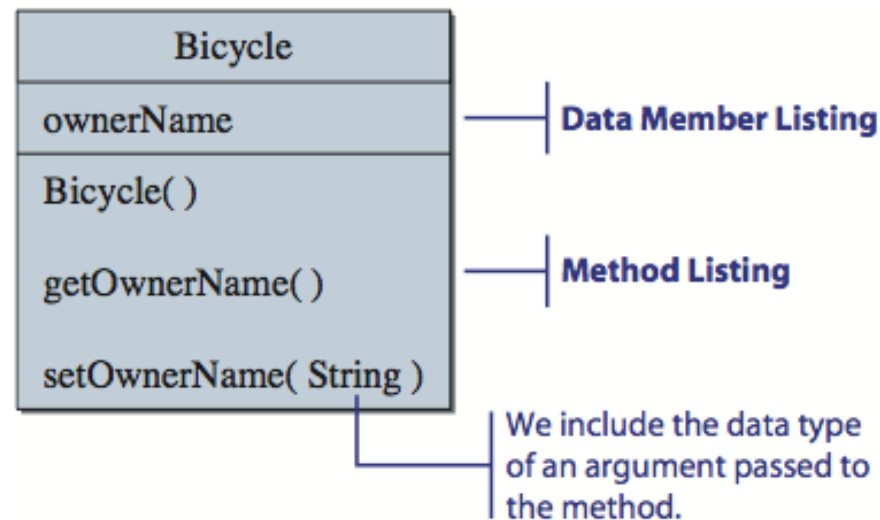 Bicycle
ownerName
Data Member Listing
Bicycle( )
getOwnerName( )
Method Listing
setOwnerName( String )
We include the data type
of an argument passed to
the method.